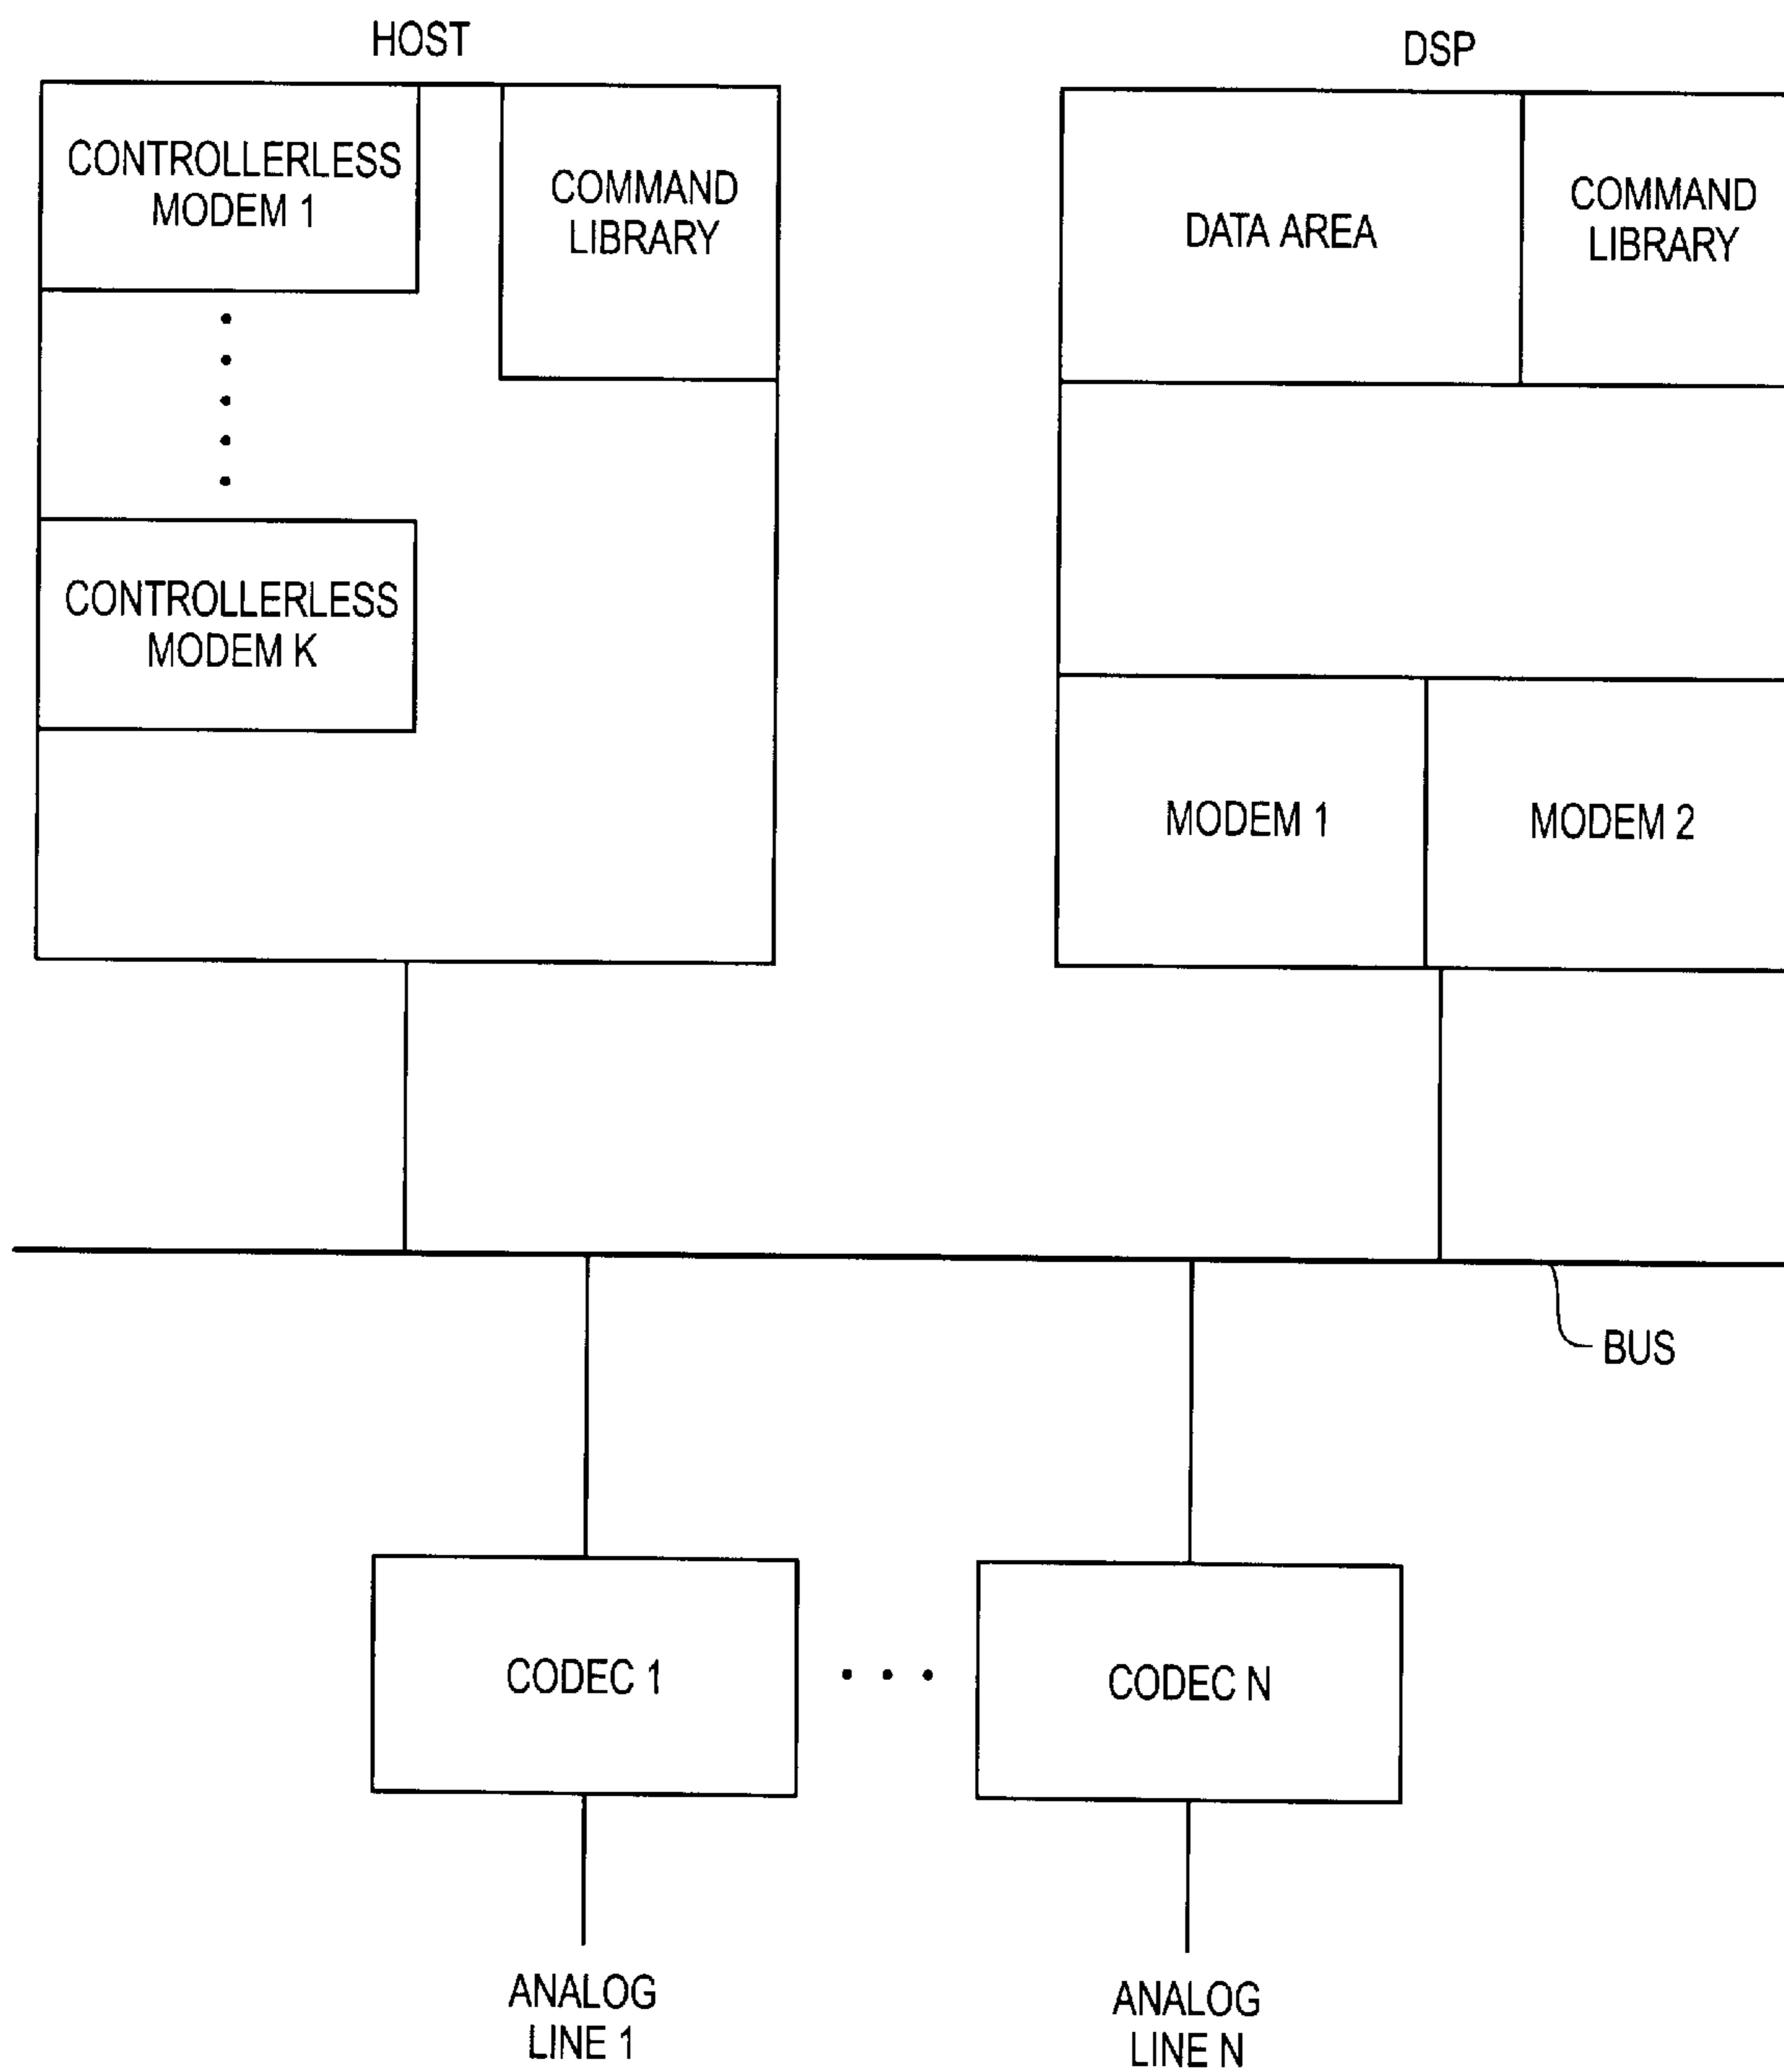 HOST
CONTROLLERLESS
MODEM 1
COMMAND
LIBRARY
CONTROLLERLESS
MODEM K
DSP
DATA AREA
COMMAND
LIBRARY
MODEM 1
MODEM 2
BUS
CODEC 1
CODEC N
ANALOG
LINE 1
ANALOG
LINE N